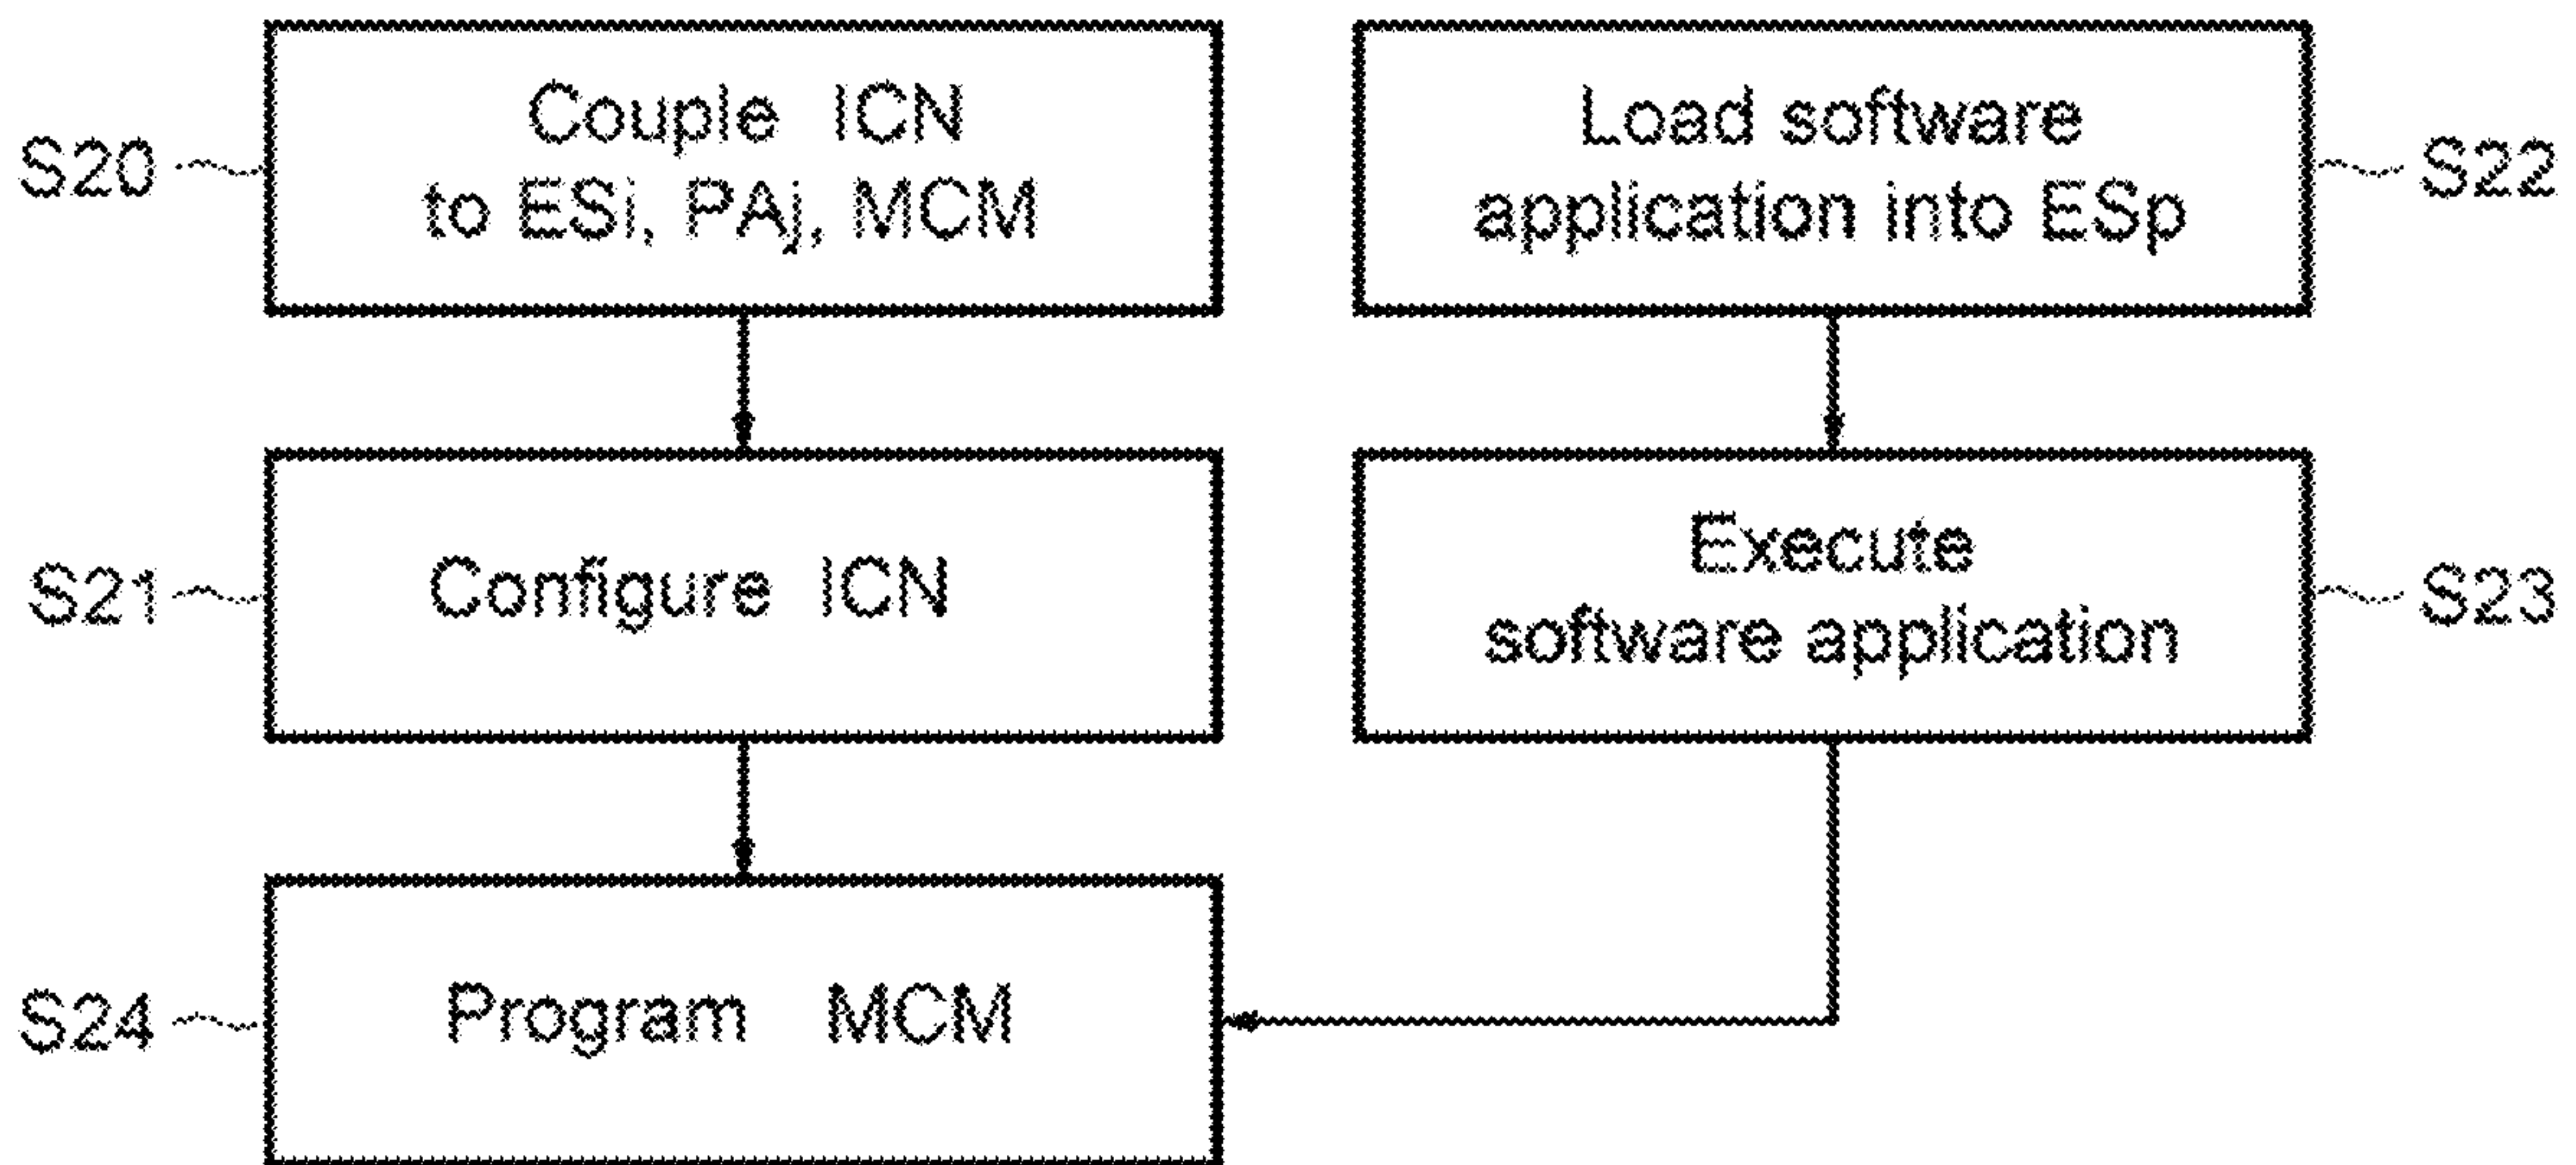 S20
Couple ICN
to ESi, PAj, MCM
Load software
application into ESp
S22
S21
Configure ICN
Execute
software application
S23
S24
Program MCM